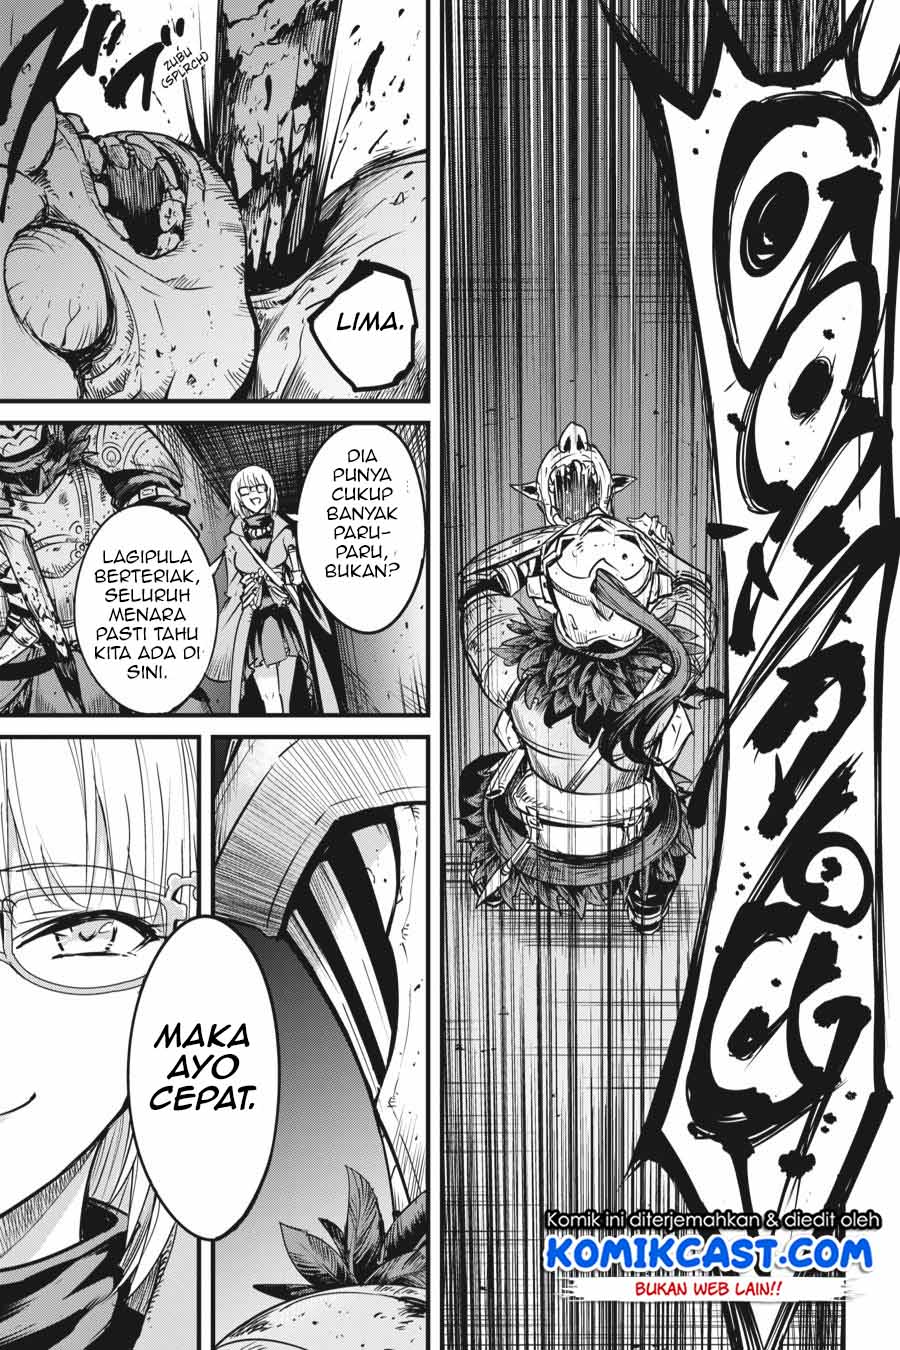 ZUBU
(SPLRCH)
LIMA.
DIA
PUNYA
CUKUP
BANYAK
PARU-
PARU,
BUKAN?
LAGIPULA
BERTERIAK,
SELURUH
MENARA
PASTI TAHU
KITA ADA DI
SINI.
MAKA
AYO
CEPAT.
Komik ini diterjemahkan & diedit oleh
KOMIKCAST.COM
BUKAN WEB LAIN!!